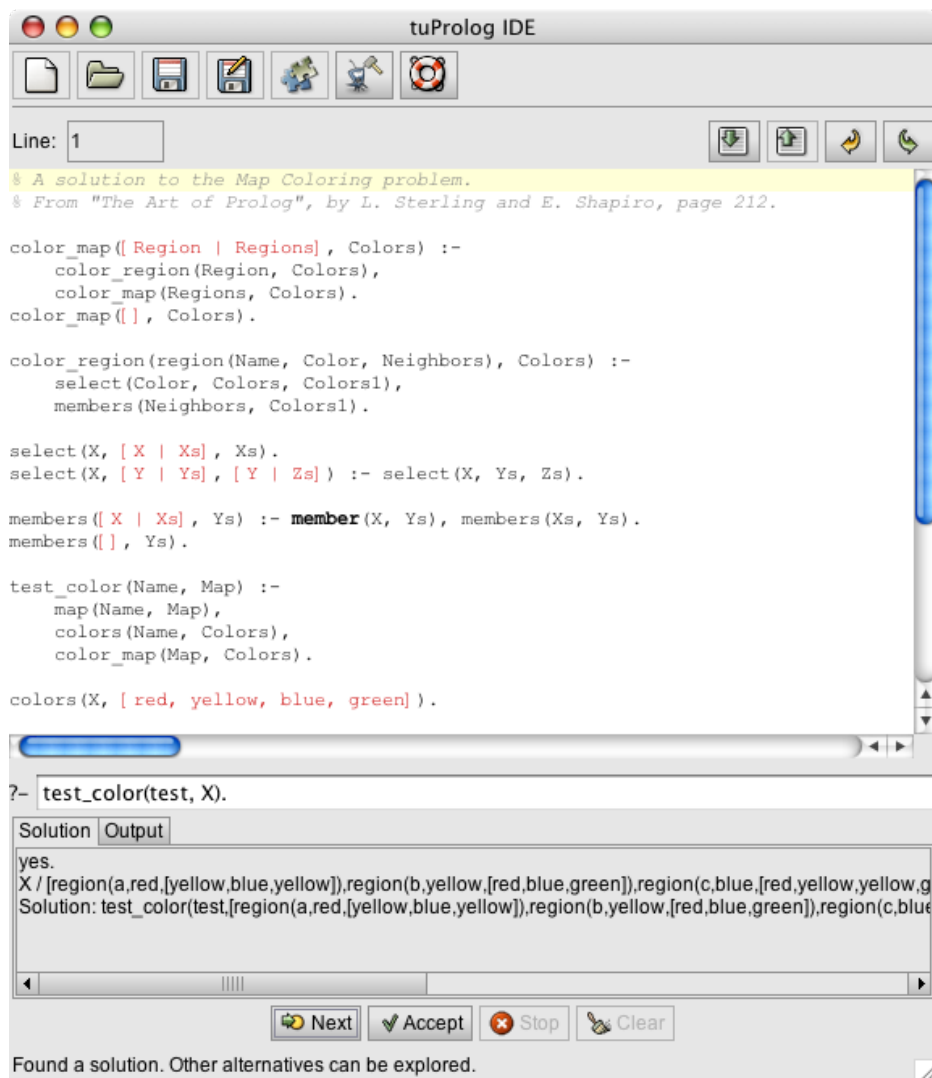 tuProlog IDE
Line: 1
% A solution to the Map Coloring problem.
% From "The Art of Prolog", by L. Sterling and E. Shapiro, page 212.
color_map([ Region | Regions], Colors) :-
color_region(Region, Colors),
color_map(Regions, Colors).
color_map([], Colors).
color_region(region(Name, Color, Neighbors), Colors) :-
select(Color, Colors, Colors1),
members(Neighbors, Colors1).
select(X, [ X | Xs], Xs).
select(X, [ Y | Ys], [ Y | Zs]) :- select(X, Ys, Zs).
members([ X | Xs], Ys) :- member(X, Ys), members(Xs, Ys).
members([], Ys).
test_color(Name, Map) :-
map(Name, Map),
colors(Name, Colors),
color_map(Map, Colors).
colors(X, [ red, yellow, blue, green]).
?- test_color(test, X).
Solution Output
yes.
X / [region(a,red,[yellow,blue,yellow]),region(b,yellow,[red,blue,green]),region(c,blue,[red,yellow,yellow,g
Solution: test_color(test,[region(a,red,[yellow,blue,yellow]),region(b,yellow,[red,blue,green]),region(c,blue
Next Accept Stop Clear
Found a solution. Other alternatives can be explored.